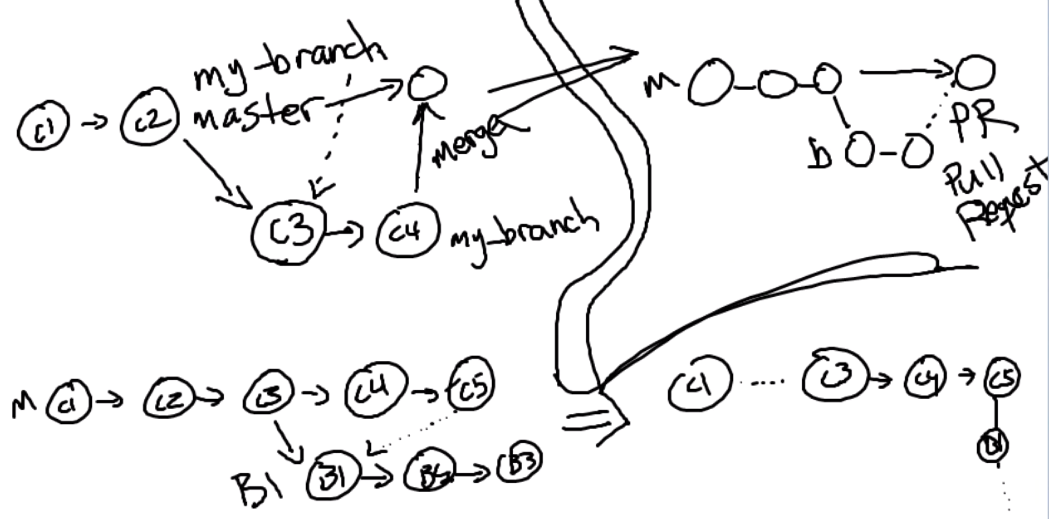 my-branch
c1 c2 master
merge
c3 c4 my-branch
m
b
PR
Pull
Reqest
M c1 c2 c3 c4 c5
B1 B1 B2 B3
c1 c3 c4 c5
B1